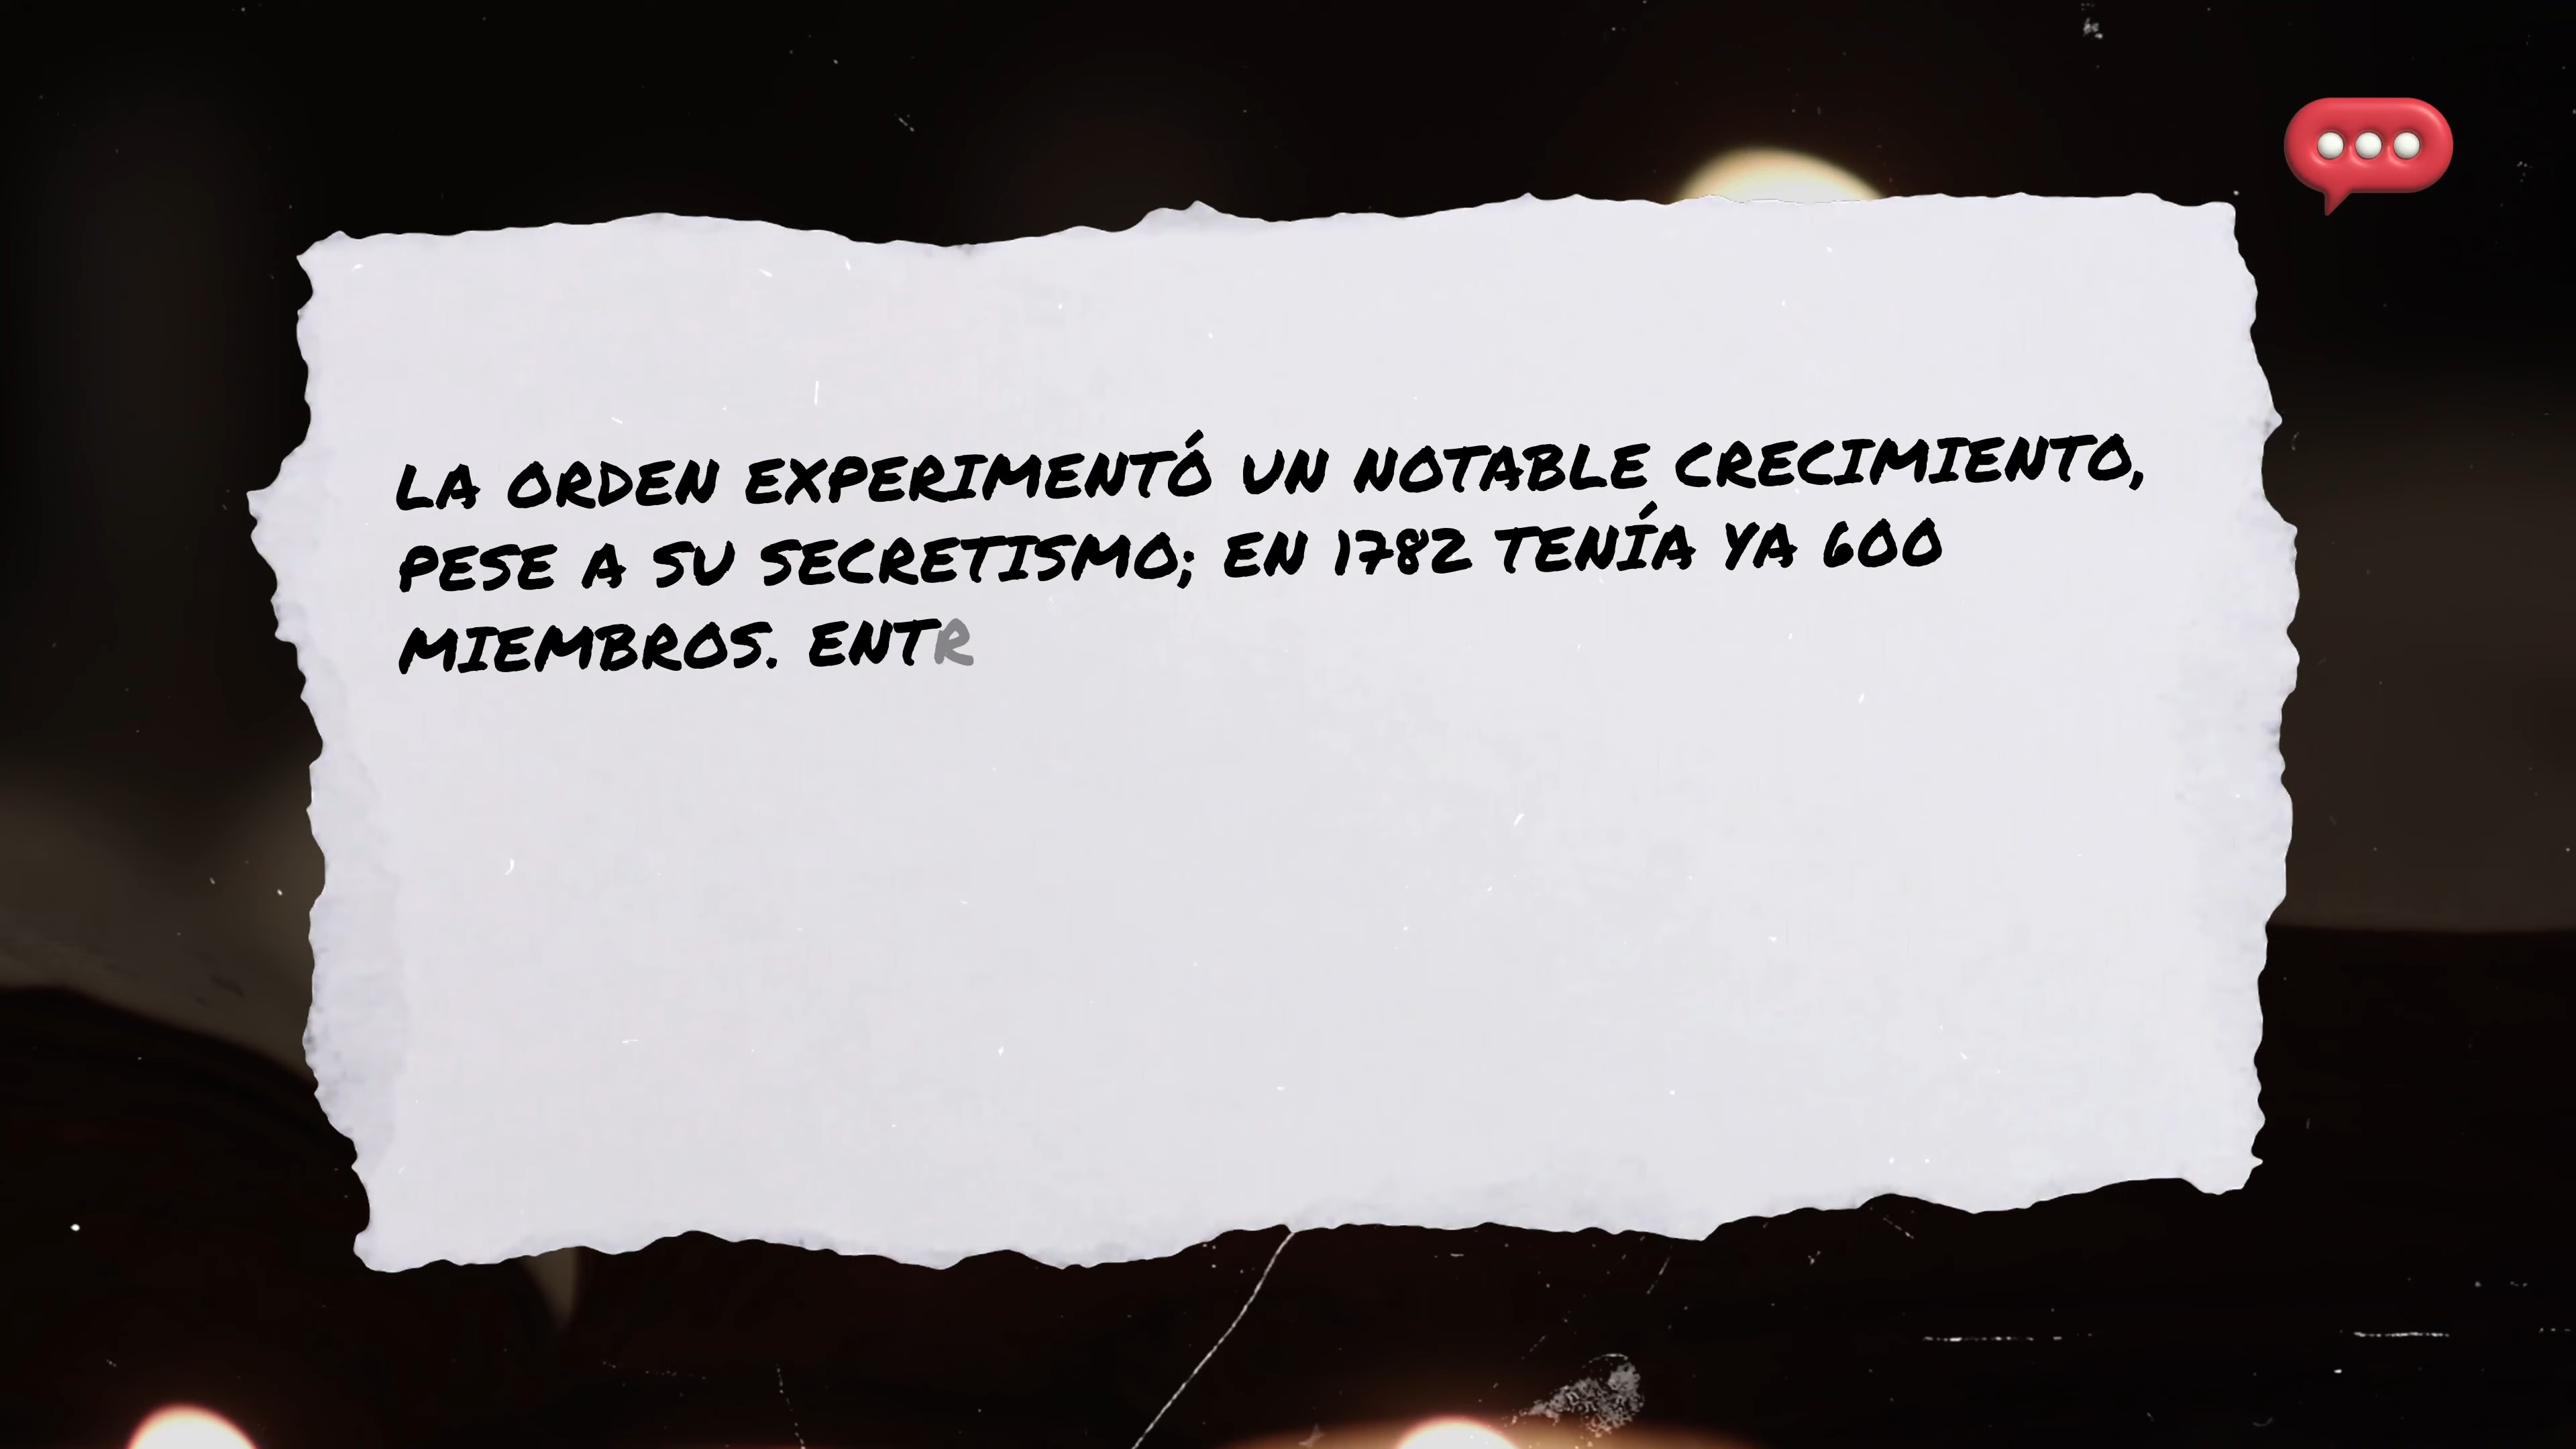 LA ORDEN EXPERIMENTÓ UN NOTABLE CRECIMIENTO,
PESE A SU SECRETISMO; EN 1782 TENÍA YA 600
MIEMBROS. ENTR